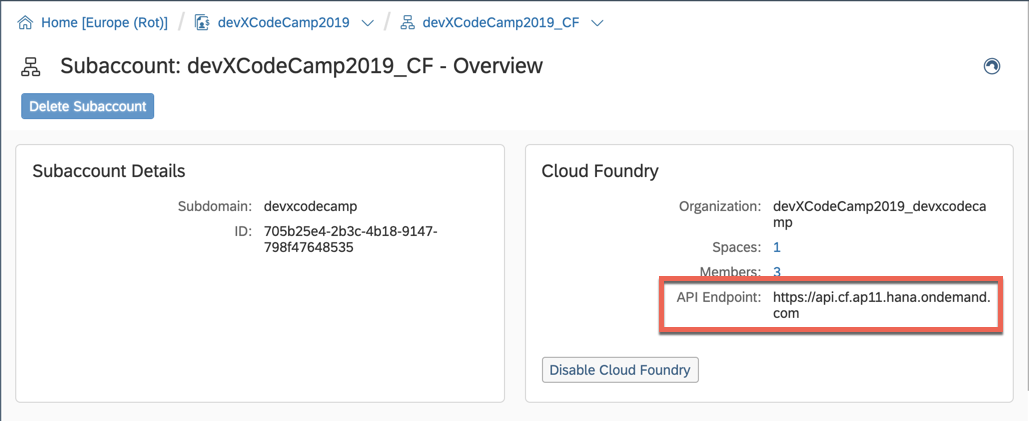 Home [Europe (Rot)] / devXCodeCamp2019 / devXCodeCamp2019_CF
Subaccount: devXCodeCamp2019_CF - Overview
Delete Subaccount
Subaccount Details
Subdomain: devxcodecamp
ID: 705b25e4-2b3c-4b18-9147-
798f47648535
Cloud Foundry
Organization: devXCodeCamp2019_devxcodeca
mp
Spaces: 1
Members: 3
API Endpoint: https://api.cf.ap11.hana.ondemand.
com
Disable Cloud Foundry